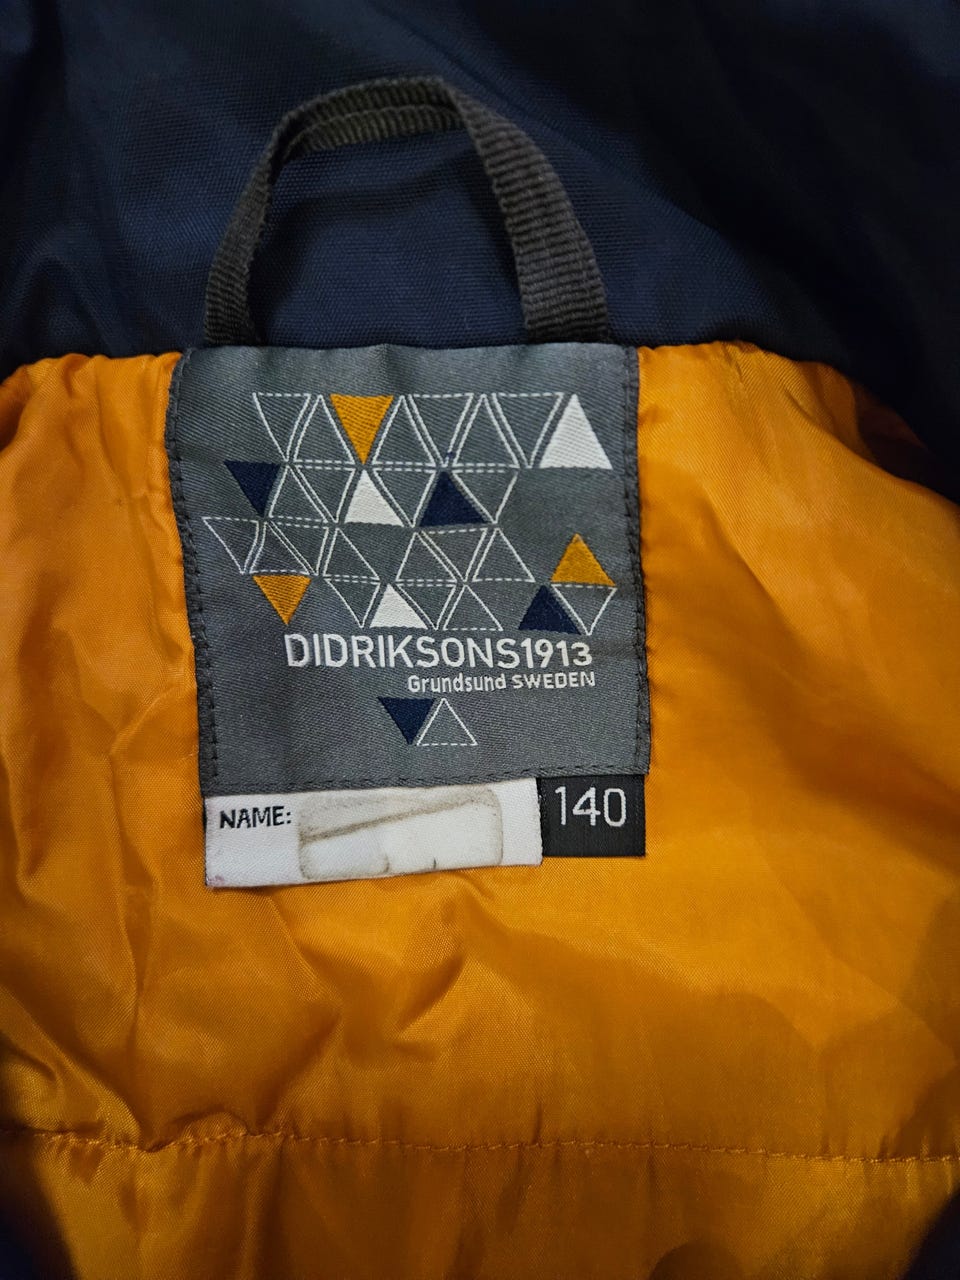 DIDRIKSONS1913
Grundsund SWEDEN
NAME:
140